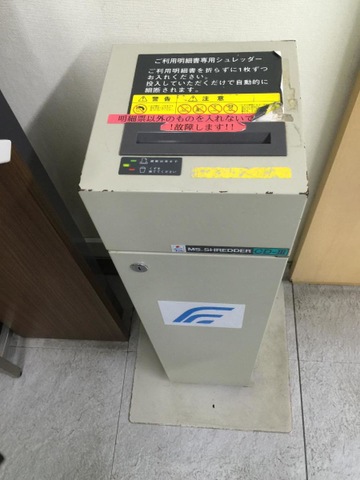 ご利用明細書専用シュレッダー
ご利用明細書を折らずに1枚ずつ
お入れください。
投入していただくだけで自動的に
細断されます。
警告
注意
明細票以外のものを入れないで
!故障します!!
MS SHREDDER